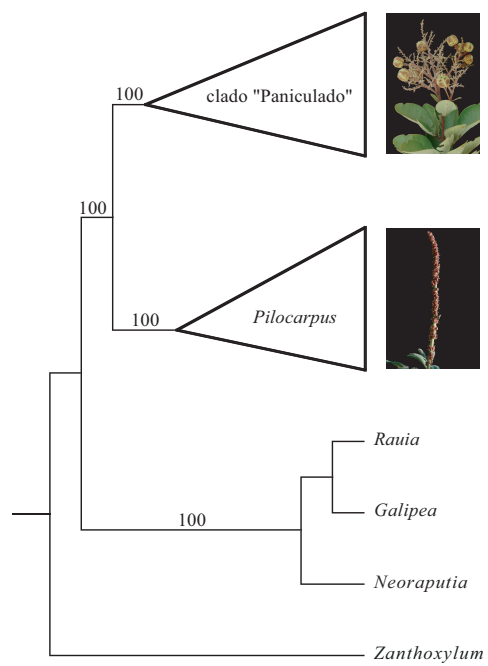 100
clado "Paniculado"
100
100
Pilocarpus
Rauia
100
Galipea
Neoraputia
Zanthoxylum